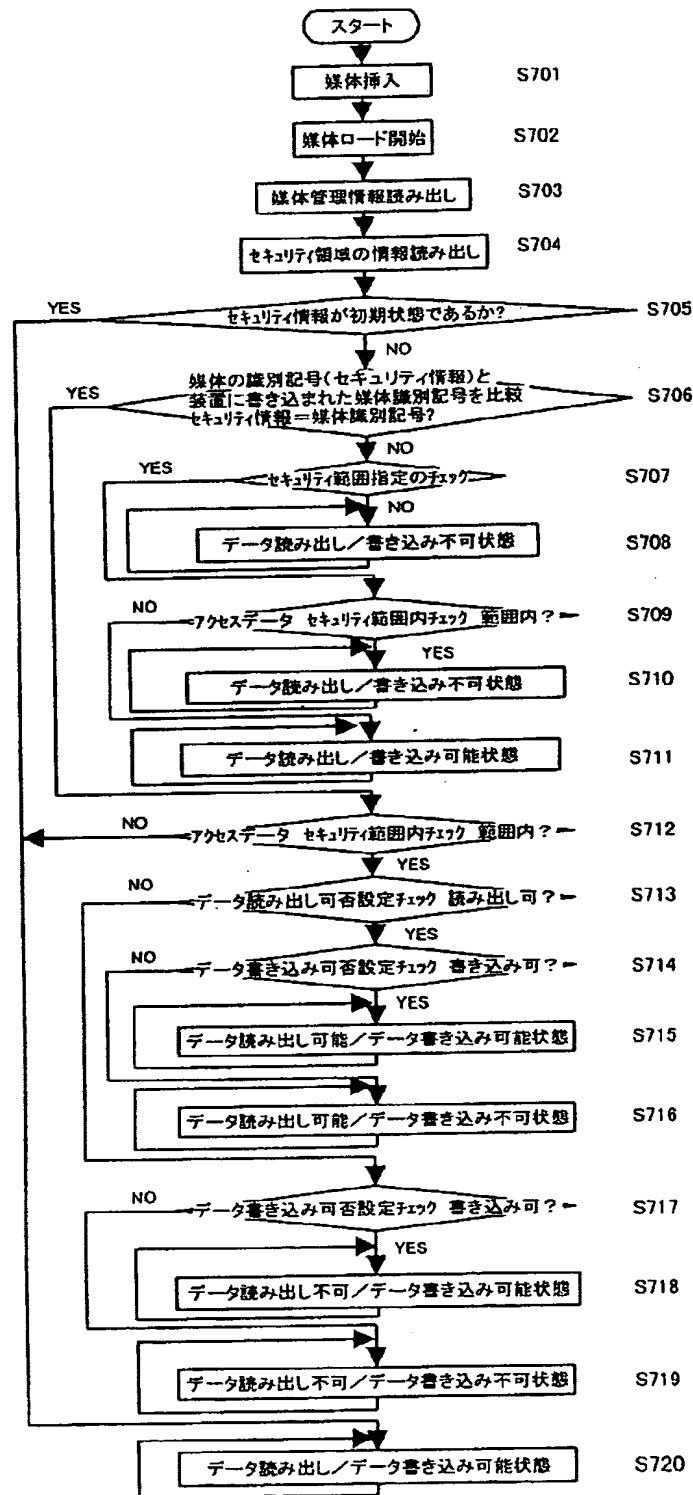 スタート
媒体挿入 S701
媒体ロード開始 S702
媒体管理情報読み出し S703
セキュリティ領域の情報読み出し S704
YES セキュリティ情報が初期状態であるか? S705
NO
YES 媒体の識別記号(セキュリティ情報)と
装置に書き込まれた媒体識別記号を比較 S706
セキュリティ情報=媒体識別記号?
NO
YES セキュリティ範囲指定のチェック S707
NO
データ読み出し/書き込み不可状態 S708
NO アクセスデータ セキュリティ範囲内チェック 範囲内? S709
YES
データ読み出し/書き込み不可状態 S710
データ読み出し/書き込み可能状態 S711
NO アクセスデータ セキュリティ範囲内チェック 範囲内? S712
YES
NO データ読み出し可否設定チェック 読み出し可? S713
YES
NO データ書き込み可否設定チェック 書き込み可? S714
YES
データ読み出し可能/データ書き込み可能状態 S715
データ読み出し可能/データ書き込み不可状態 S716
NO データ書き込み可否設定チェック 書き込み可? S717
YES
データ読み出し不可/データ書き込み可能状態 S718
データ読み出し不可/データ書き込み不可状態 S719
データ読み出し/データ書き込み可能状態 S720